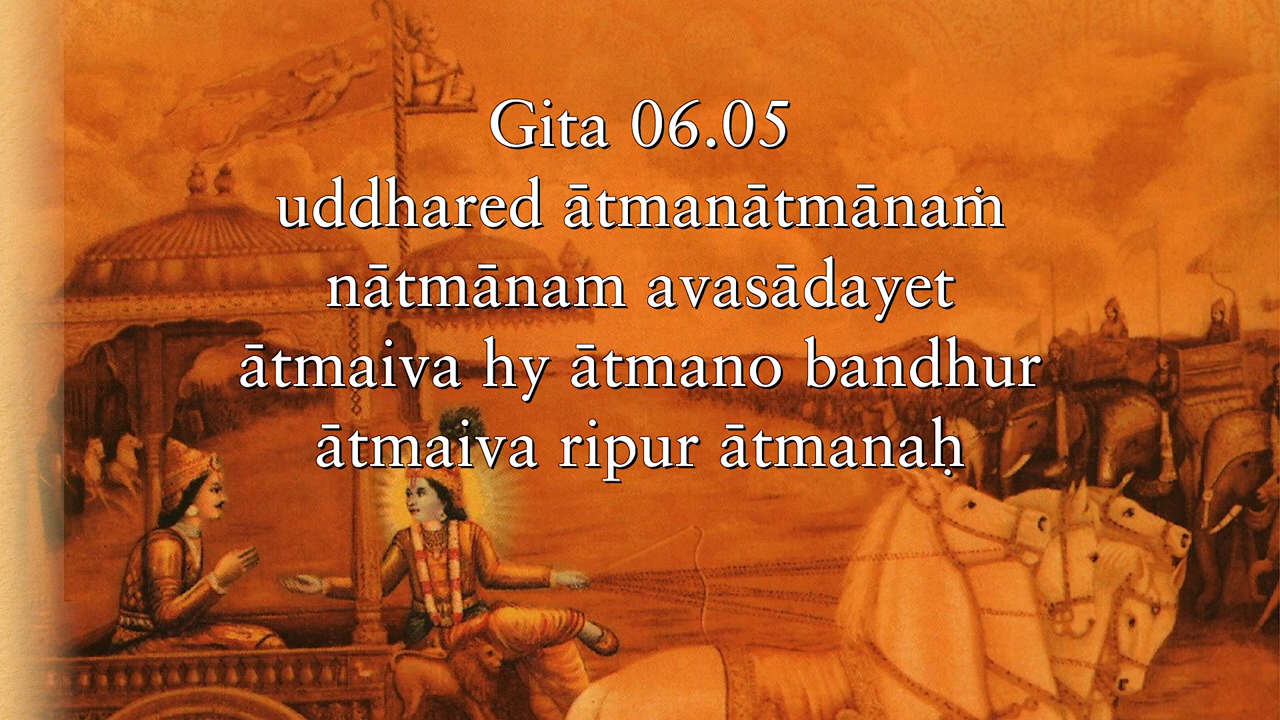 Gita 06.05
uddhared ātmanātmānaṁ
nātmānam avasādayet
ātmaiva hy ātmano bandhur
ātmaiva ripur ātmanaḥ